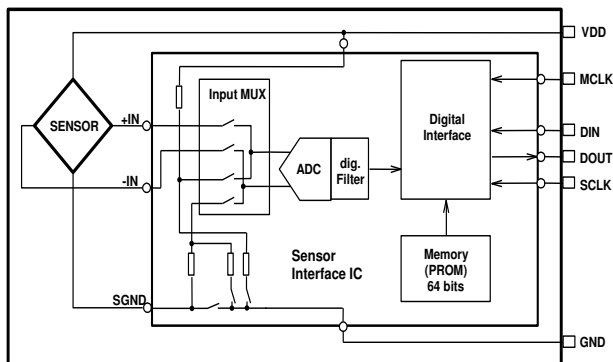 VDD
MCLK
Input MUX
+IN
SENSOR
Digital
Interface
DIN
ADC
dig.
Filter
DOUT
-IN
SCLK
Sensor
Interface IC
Memory
(PROM)
64 bits
SGND
GND